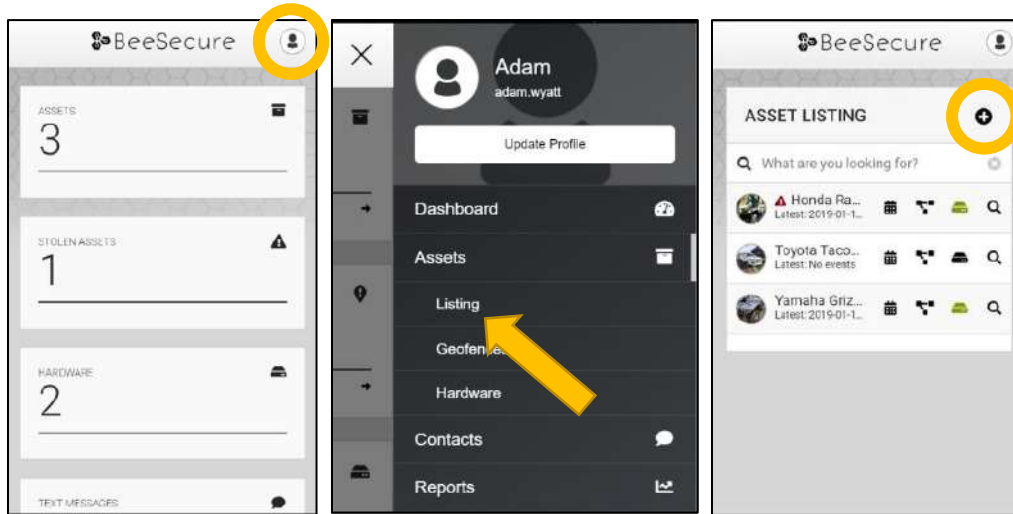 BeeSecure
ASSETS
3
STOLEN ASSETS
1
HARDWARE
2
TEXT MESSAGES
Adam
adam.wyatt
Update Profile
Dashboard
Assets
Listing
Geofence
Hardware
Contacts
Reports
BeeSecure
ASSET LISTING
What are you looking for?
Honda Ra...
Latest: 2019-01-1...
Toyota Taco...
Latest: No events
Yamaha Griz...
Latest: 2019-01-1...